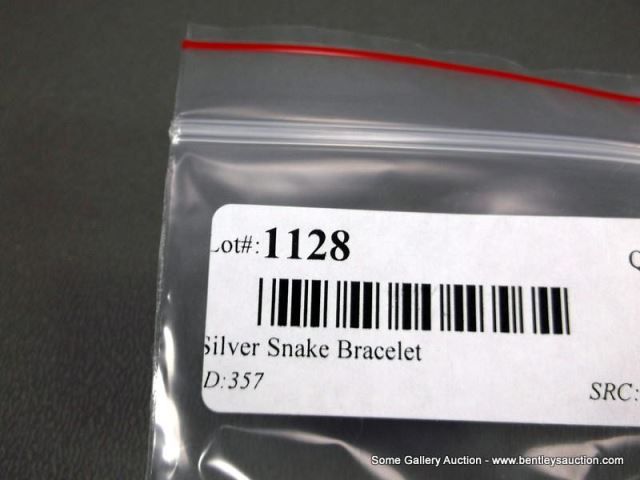 Lot#:1128
Q
Silver Snake Bracelet
D:357
SRC:
Some Gallery Auction - www.bentleysauction.com